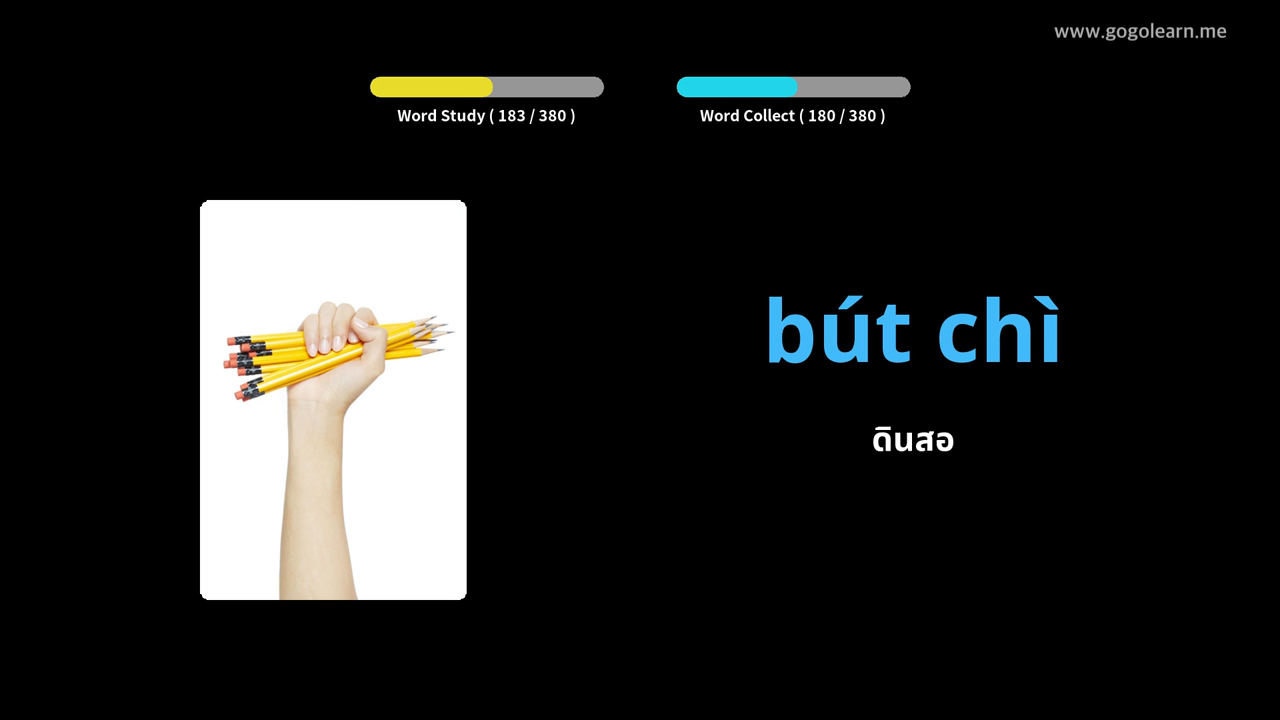 www.gogolearn.me
Word Study ( 183 / 380 )
Word Collect ( 180 / 380 )
bút chì
ดินสอ